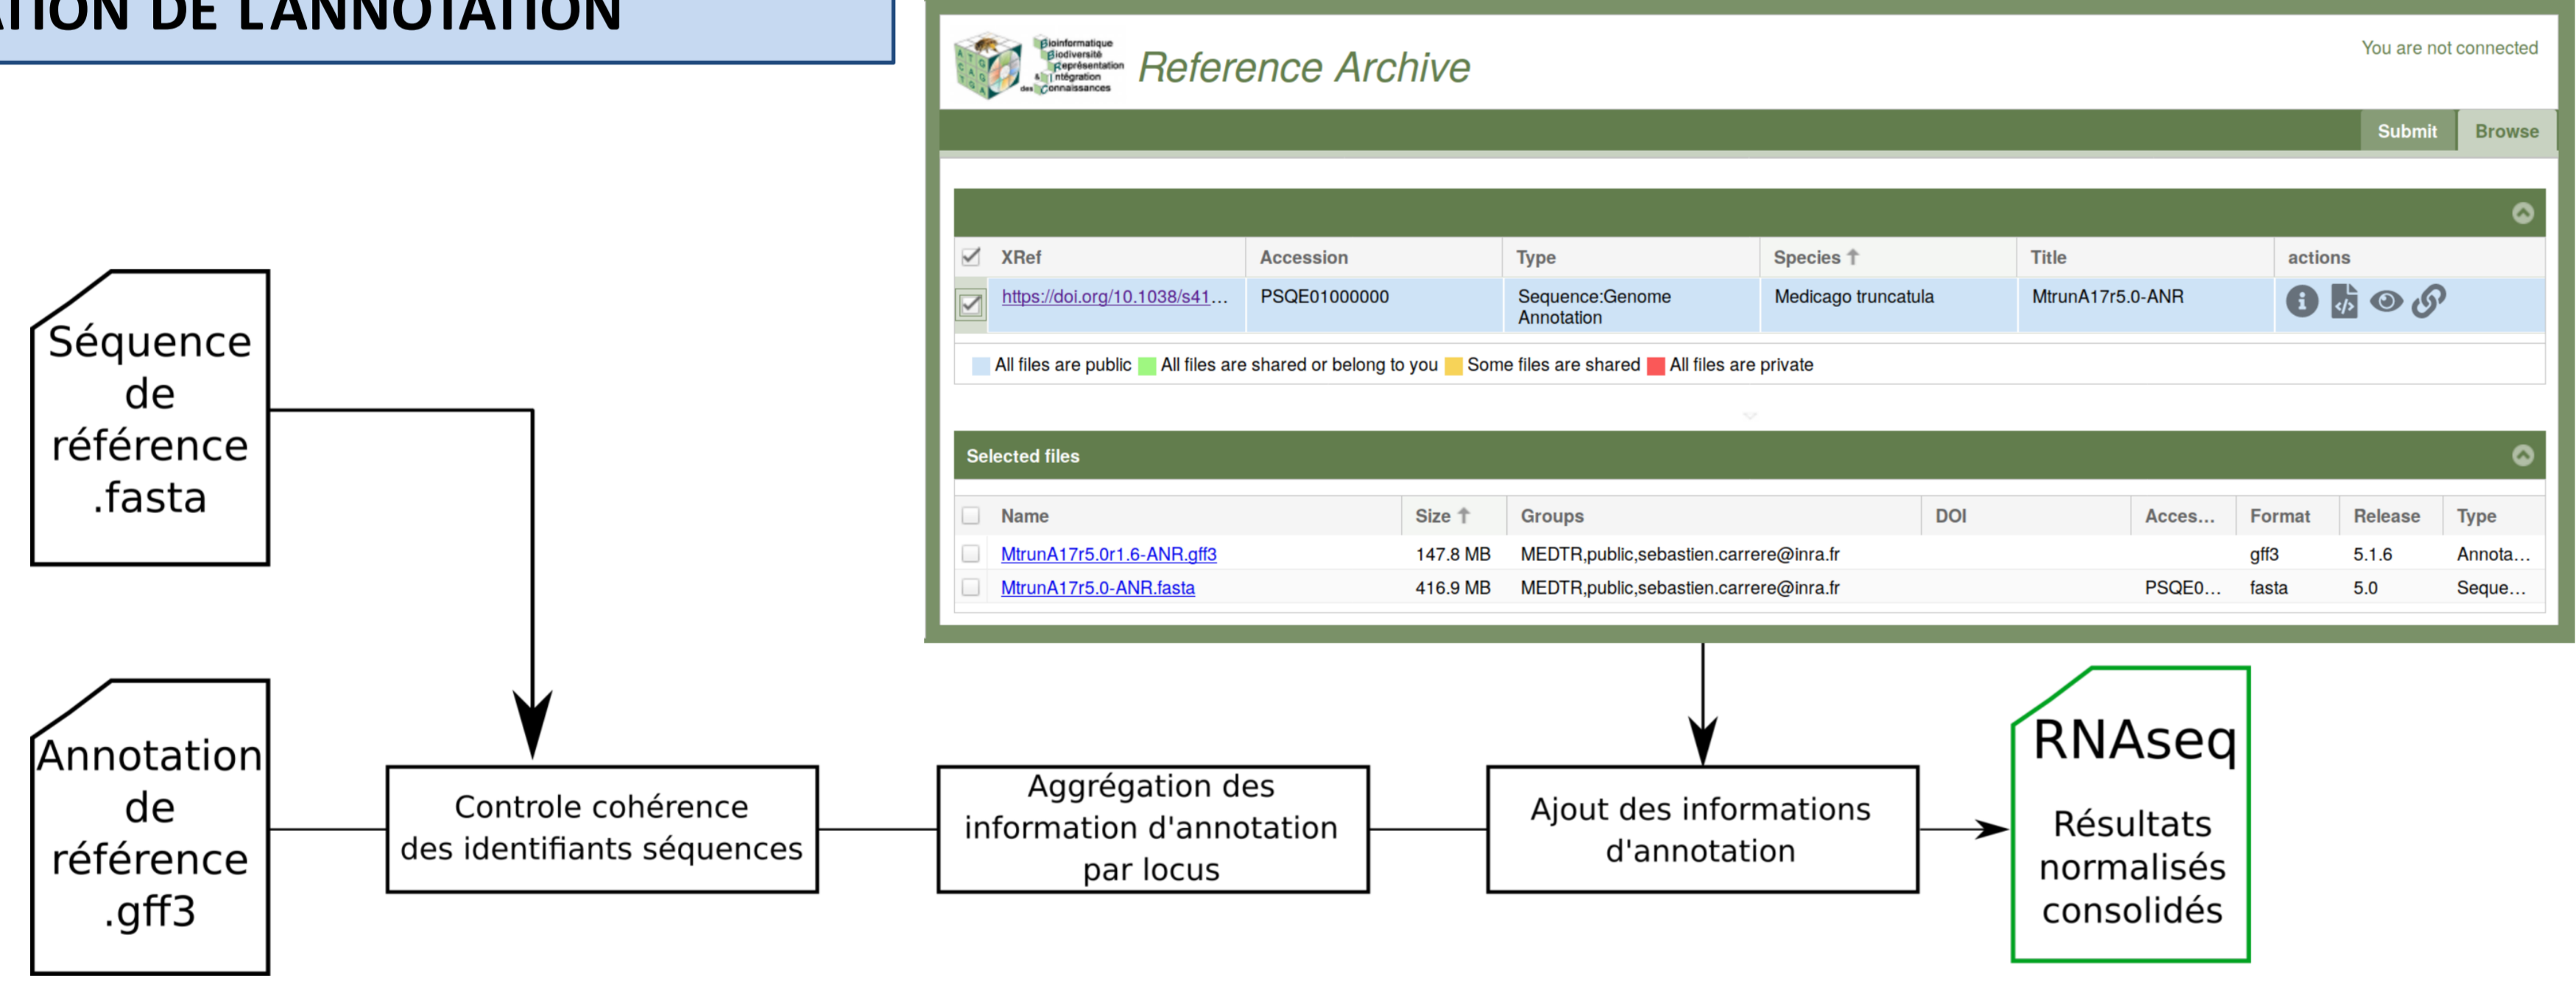 ATION DE L'ANNOTATION
Bioinformatique
Biodiversité
Représentation
& Intégration
des Connaissances
Reference Archive
You are not connected
Submit Browse
XRef Accession Type Species Title actions
https://doi.org/10.1038/s41... PSQE01000000 Sequence:Genome Medicago truncatula MtrunA17r5.0-ANR
Annotation
All files are public All files are shared or belong to you Some files are shared All files are private
Selected files
Name Size Groups DOI Acces... Format Release Type
MtrunA17r5.0r1.6-ANR.gff3 147.8 MB MEDTR,public,sebastien.carrere@inra.fr gff3 5.1.6 Annota...
MtrunA17r5.0-ANR.fasta 416.9 MB MEDTR,public,sebastien.carrere@inra.fr PSQE0... fasta 5.0 Seque...
Séquence
de
référence
.fasta
Annotation
de
référence
.gff3
Controle cohérence
des identifiants séquences
Aggrégation des
information d'annotation
par locus
Ajout des informations
d'annotation
RNAseq
Résultats
normalisés
consolidés